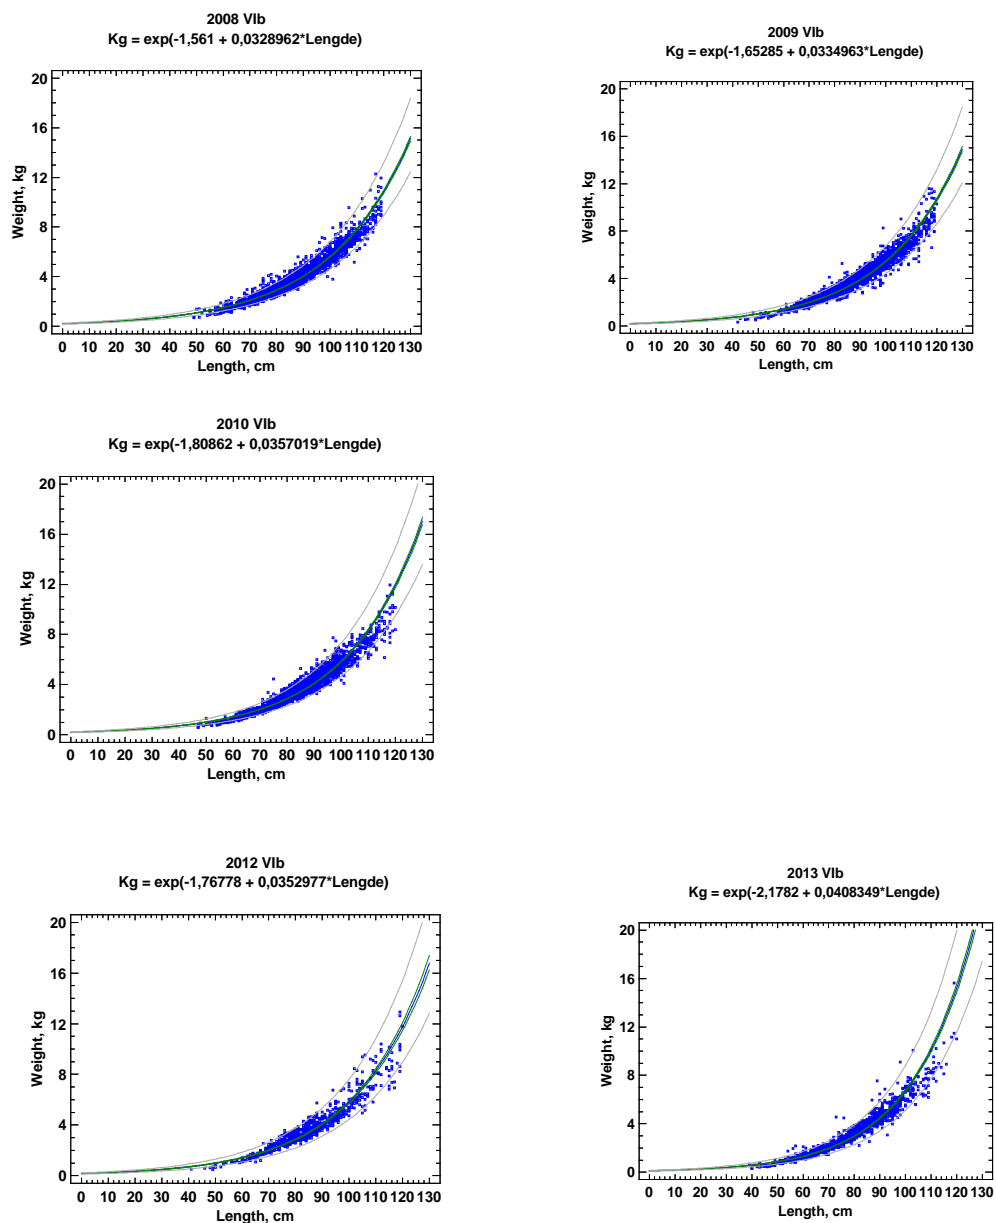 2008 VIb
Kg = exp(-1,561 + 0,0328962*Lengde)
20
16
12
8
4
0
Weight, kg
0 10 20 30 40 50 60 70 80 90 100 110 120 130
Length, cm
2009 VIb
Kg = exp(-1,65285 + 0,0334963*Lengde)
20
16
12
8
4
0
Weight, kg
0 10 20 30 40 50 60 70 80 90 100 110 120 130
Length, cm
2010 VIb
Kg = exp(-1,80862 + 0,0357019*Lengde)
20
16
12
8
4
0
Weight, kg
0 10 20 30 40 50 60 70 80 90 100 110 120 130
Length, cm
2012 VIb
Kg = exp(-1,76778 + 0,0352977*Lengde)
20
16
12
8
4
0
Weight, kg
0 10 20 30 40 50 60 70 80 90 100 110 120 130
Length, cm
2013 VIb
Kg = exp(-2,1782 + 0,0408349*Lengde)
20
16
12
8
4
0
Weight, kg
0 10 20 30 40 50 60 70 80 90 100 110 120 130
Length, cm